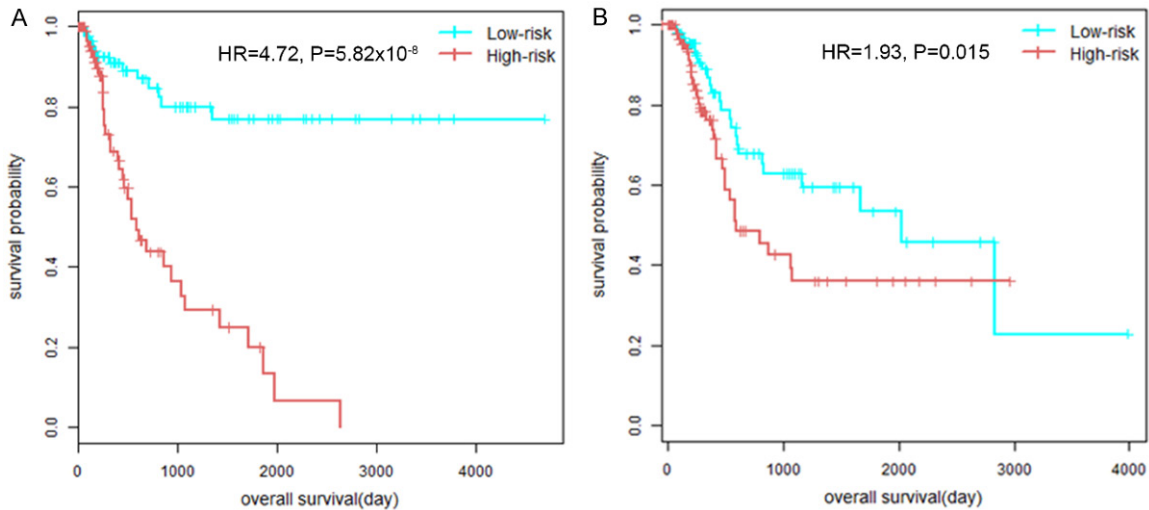 A
HR=4.72, P=5.82x10⁻⁸
Low-risk
High-risk
survival probability
1.0
0.8
0.6
0.4
0.2
0.0
0 1000 2000 3000 4000
overall survival(day)
B
HR=1.93, P=0.015
Low-risk
High-risk
survival probability
1.0
0.8
0.6
0.4
0.2
0.0
0 1000 2000 3000 4000
overall survival(day)